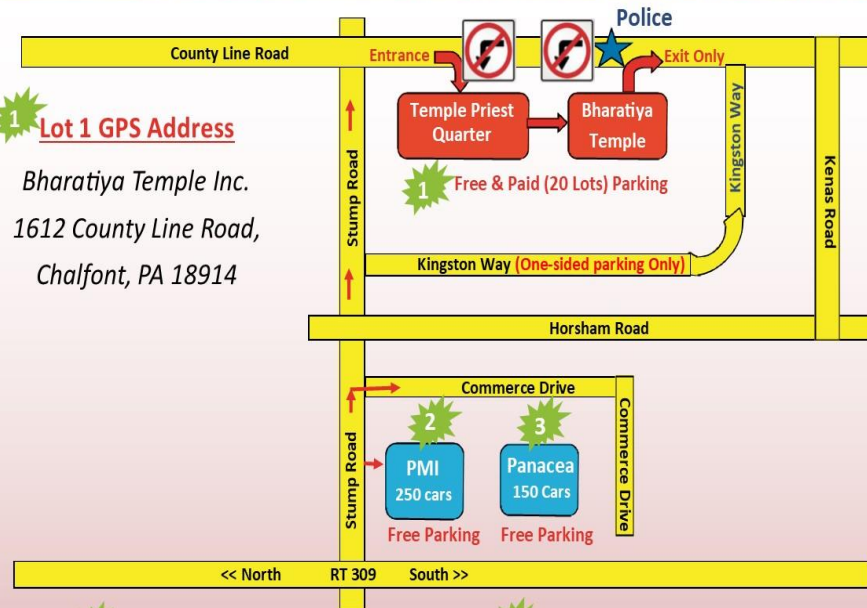 Police
County Line Road
Entrance
Exit Only
1
Lot 1 GPS Address
Bharatiya Temple Inc.
1612 County Line Road,
Chalfont, PA 18914
Temple Priest
Quarter
Bharatiya
Temple
1
Free & Paid (20 Lots) Parking
Stump Road
Kingston Way
Kenas Road
Kingston Way (One-sided parking Only)
Horsham Road
Commerce Drive
Commerce Drive
2
3
PMI
250 cars
Panacea
150 Cars
Free Parking
Free Parking
Stump Road
<< North RT 309 South >>